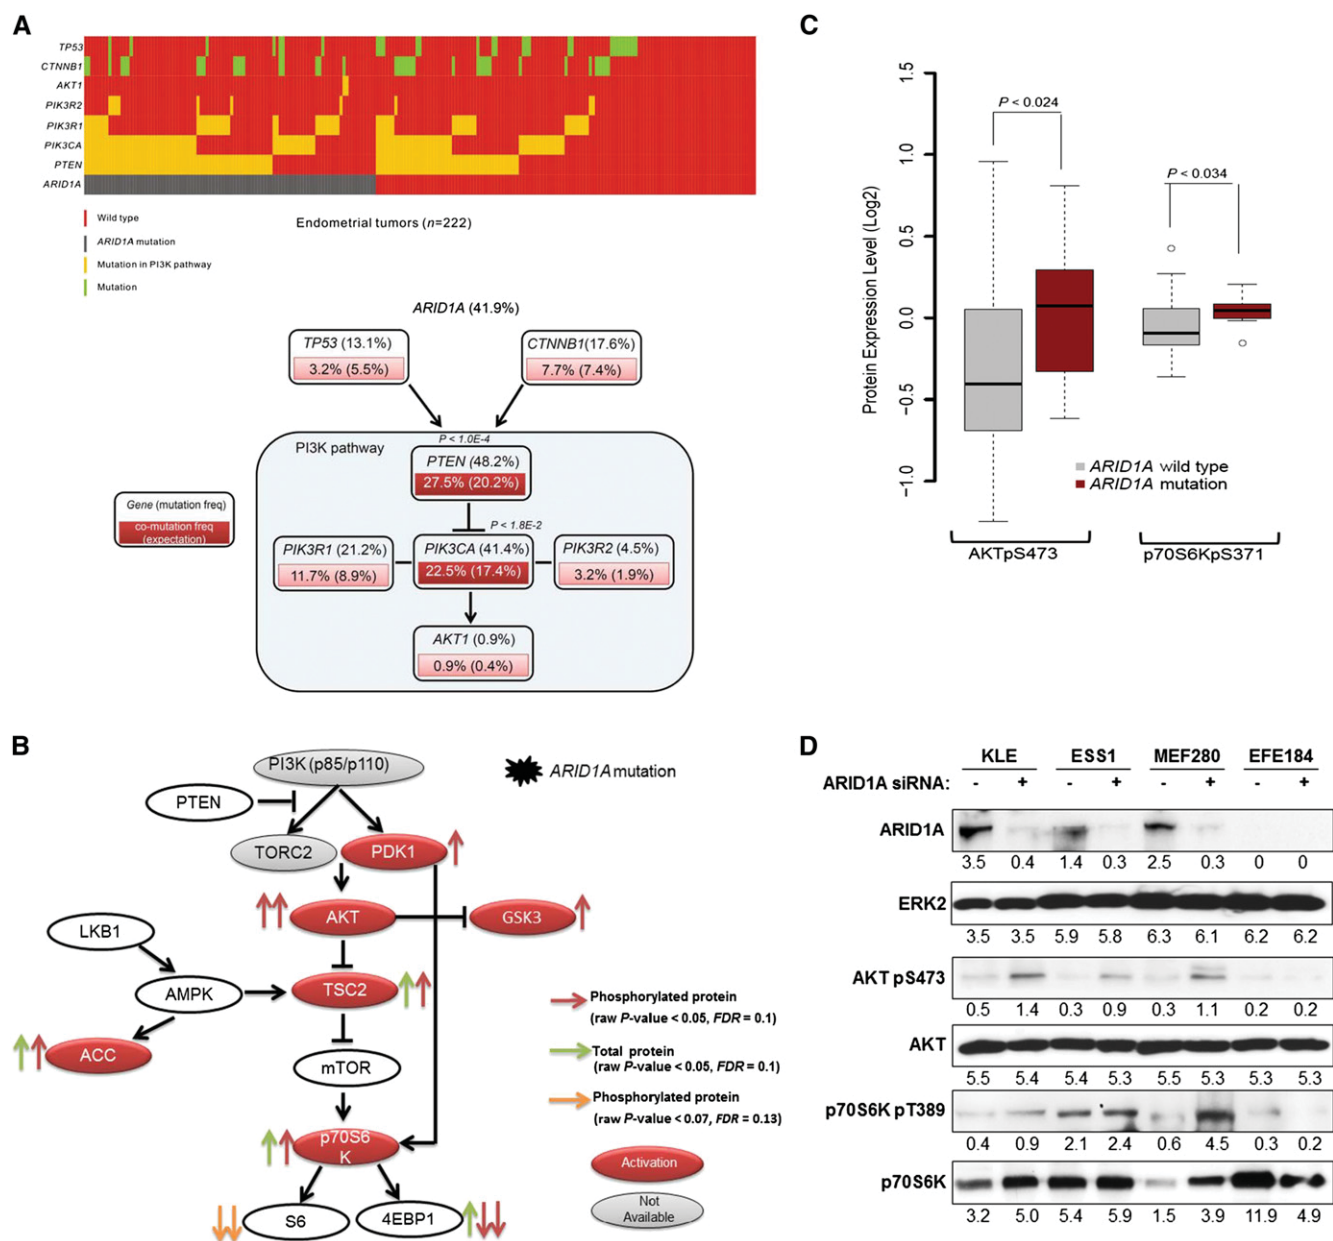 A
TP53
CTNNB1
AKT1
PIK3R2
PIK3R1
PIK3CA
PTEN
ARID1A
Wild type
ARID1A mutation
Mutation in PI3K pathway
Mutation
Endometrial tumors (n=222)
ARID1A (41.9%)
TP53 (13.1%)
3.2% (5.5%)
CTNNB1(17.6%)
7.7% (7.4%)
PI3K pathway
P < 1.0E-4
PTEN (48.2%)
27.5% (20.2%)
Gene (mutation freq)
co-mutation freq
(expectation)
P < 1.8E-2
PIK3R1 (21.2%)
11.7% (8.9%)
PIK3CA (41.4%)
22.5% (17.4%)
PIK3R2 (4.5%)
3.2% (1.9%)
AKT1 (0.9%)
0.9% (0.4%)
C
Protein Expression Level (Log2)
1.5
1.0
0.5
0.0
−0.5
−1.0
P < 0.024
P < 0.034
ARID1A wild type
ARID1A mutation
AKTpS473
p70S6KpS371
B
PI3K (p85/p110)
ARID1A mutation
PTEN
TORC2
PDK1
AKT
GSK3
LKB1
AMPK
TSC2
ACC
mTOR
p70S6
K
S6
4EBP1
Phosphorylated protein
(raw P-value < 0.05, FDR = 0.1)
Total protein
(raw P-value < 0.05, FDR = 0.1)
Phosphorylated protein
(raw P-value < 0.07, FDR = 0.13)
Activation
Not
Available
D
KLE ESS1 MEF280 EFE184
ARID1A siRNA: - + - + - + - +
ARID1A
3.5 0.4 1.4 0.3 2.5 0.3 0 0
ERK2
3.5 3.5 5.9 5.8 6.3 6.1 6.2 6.2
AKT pS473
0.5 1.4 0.3 0.9 0.3 1.1 0.2 0.2
AKT
5.5 5.4 5.4 5.3 5.5 5.3 5.3 5.3
p70S6K pT389
0.4 0.9 2.1 2.4 0.6 4.5 0.3 0.2
p70S6K
3.2 5.0 5.4 5.9 1.5 3.9 11.9 4.9